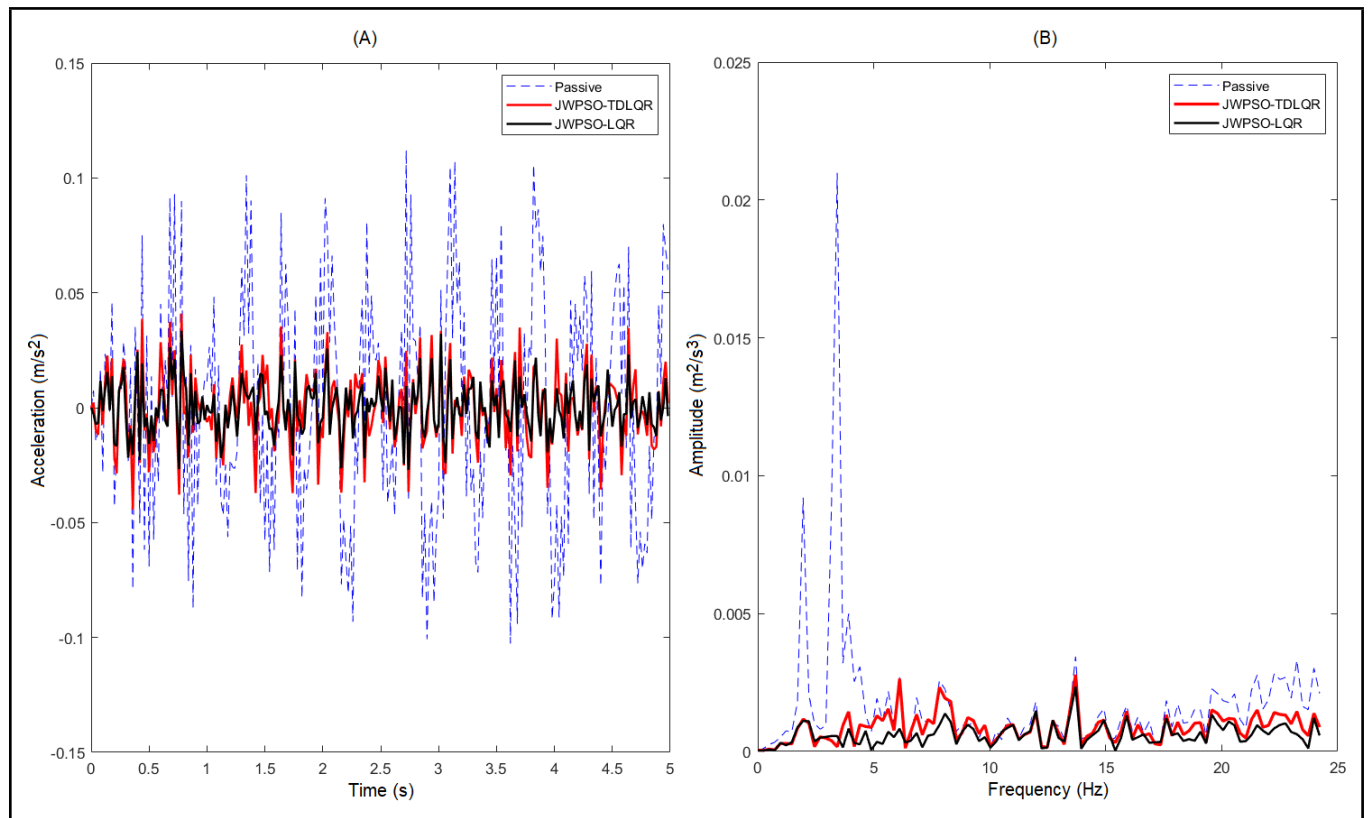 (A)
0.15
0.1
0.05
0
-0.05
-0.1
-0.15
Acceleration (m/s²)
Passive
JWPSO-TDLQR
JWPSO-LQR
0 0.5 1 1.5 2 2.5 3 3.5 4 4.5 5
Time (s)
(B)
0.025
0.02
0.015
0.01
0.005
0
Amplitude (m²/s³)
Passive
JWPSO-TDLQR
JWPSO-LQR
0 5 10 15 20 25
Frequency (Hz)